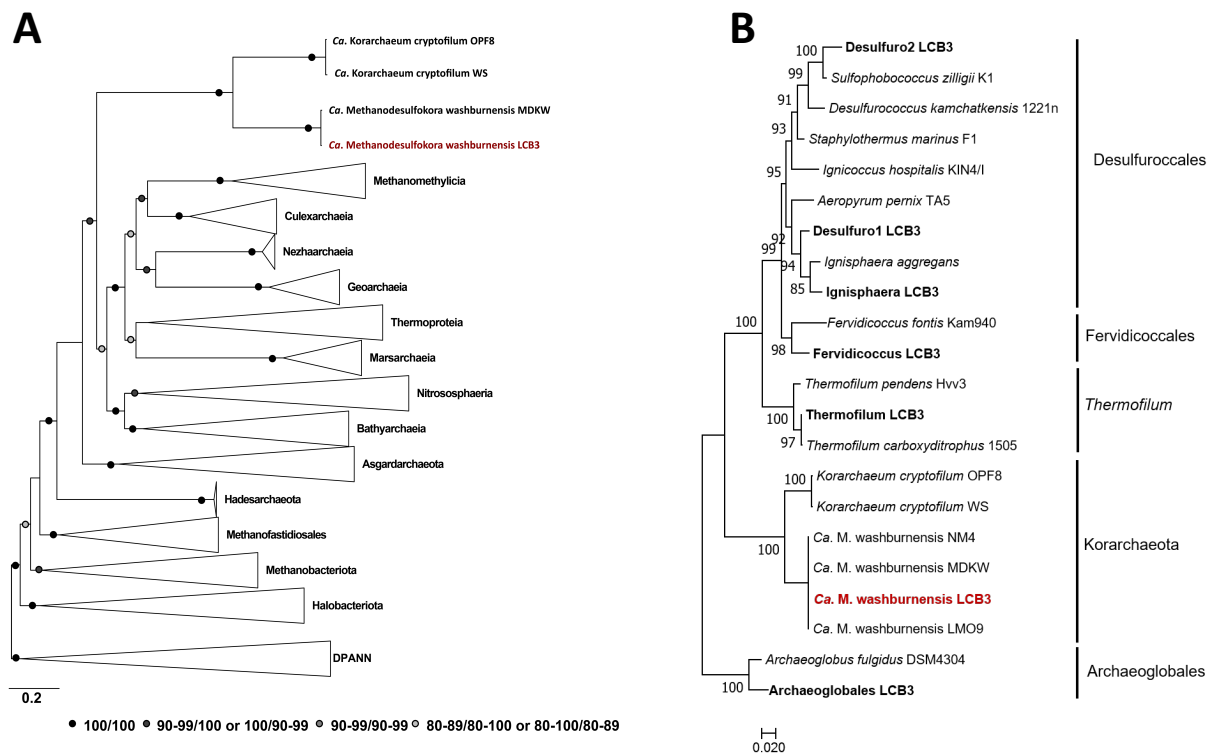 A
Ca. Korarchaeum cryptofilum OPF8
Ca. Korarchaeum cryptofilum WS
Ca. Methanodesulfokora washburnensis MDKW
Ca. Methanodesulfokora washburnensis LCB3
Methanomethylicia
Culexarchaeia
Nezhaarchaeia
Geoarchaeia
Thermoproteia
Marsarchaeia
Nitrososphaeria
Bathyarchaeia
Asgardarchaeota
Hadesarchaeota
Methanofastidiosales
Methanobacteriota
Halobacteriota
DPANN
0.2
100/100 90-99/100 or 100/90-99 90-99/90-99 80-89/80-100 or 80-100/80-89
B
100 Desulfuro2 LCB3
99 Sulfophobococcus zilligii K1
91 Desulfurococcus kamchatkensis 1221n
93 Staphylothermus marinus F1
95 Ignicoccus hospitalis KIN4/I
Aeropyrum pernix TA5
92 Desulfuro1 LCB3
99
94 Ignisphaera aggregans
85 Ignisphaera LCB3
Desulfuroccales
100 Fervidicoccus fontis Kam940
98 Fervidicoccus LCB3
Fervidicoccales
Thermofilum pendens Hvv3
100 Thermofilum LCB3
97 Thermofilum carboxyditrophus 1505
Thermofilum
100 Korarchaeum cryptofilum OPF8
Korarchaeum cryptofilum WS
100 Ca. M. washburnensis NM4
Ca. M. washburnensis MDKW
Ca. M. washburnensis LCB3
Ca. M. washburnensis LMO9
Korarchaeota
Archaeoglobus fulgidus DSM4304
100 Archaeoglobales LCB3
Archaeoglobales
0.020